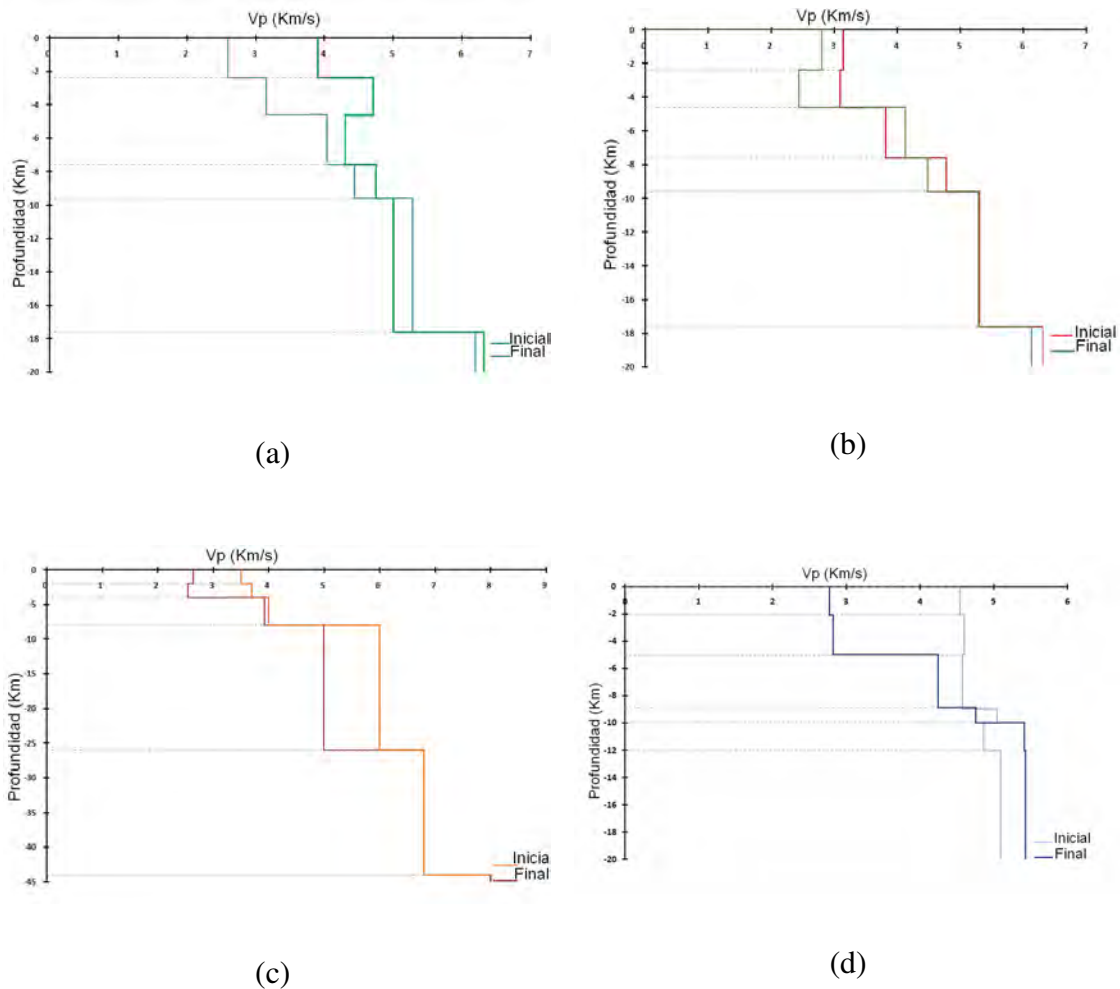 Vp (Km/s)
0 1 2 3 4 5 6 7
0
-2
-4
-6
-8
-10
-12
-14
-16
-18
-20
Profundidad (Km)
Inicial
Final
(a)
Vp (Km/s)
0 1 2 3 4 5 6 7
0
-2
-4
-6
-8
-10
-12
-14
-16
-18
-20
Profundidad (Km)
Inicial
Final
(b)
Vp (Km/s)
0 1 2 3 4 5 6 7 8 9
0
-5
-10
-15
-20
-25
-30
-35
-40
-45
Profundidad (Km)
Inicia
Final
(c)
Vp (Km/s)
0 1 2 3 4 5 6
0
-2
-4
-6
-8
-10
-12
-14
-16
-18
-20
Profundidad (Km)
Inicial
Final
(d)